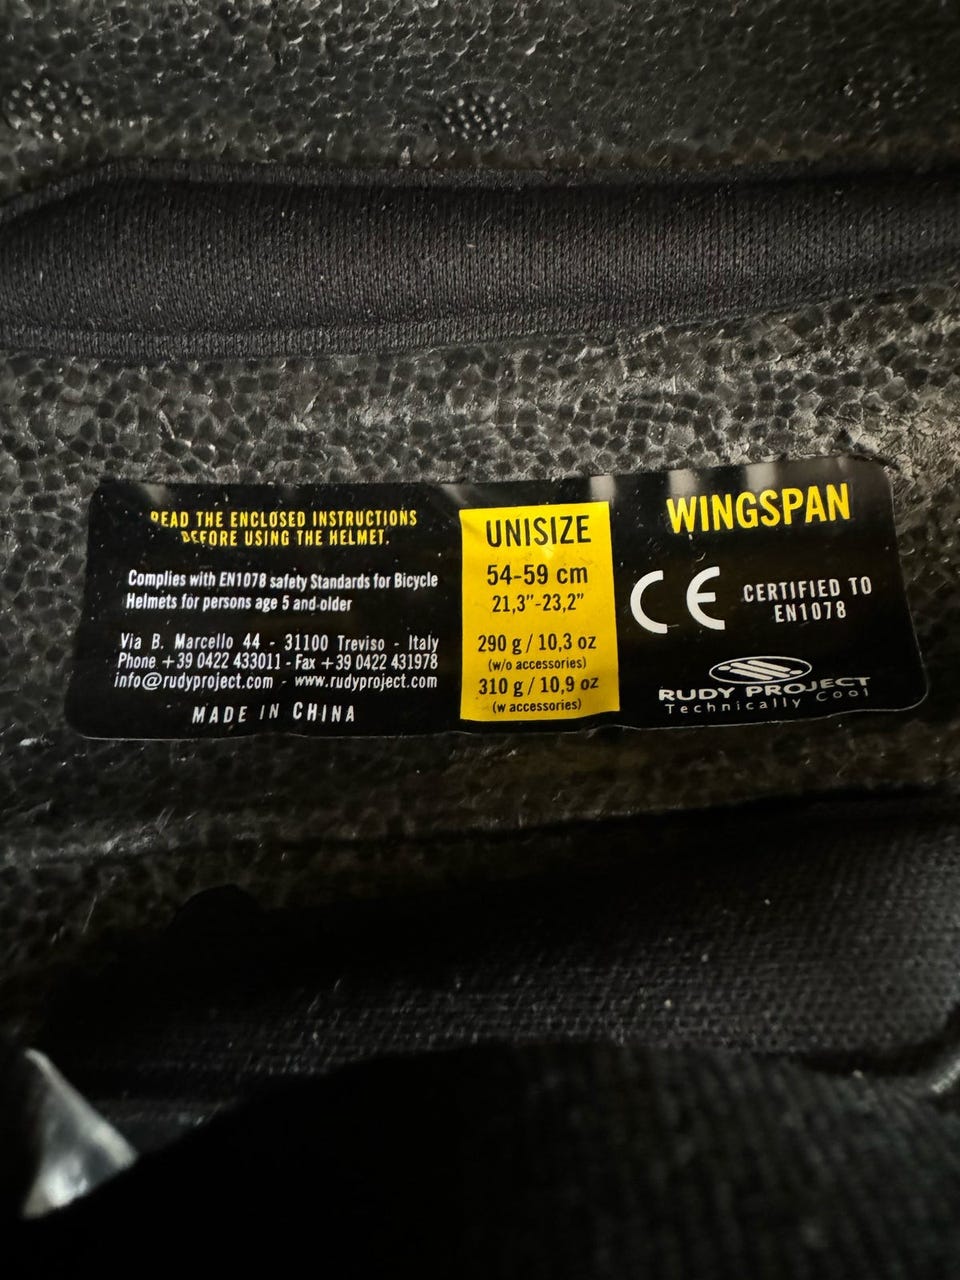 READ THE ENCLOSED INSTRUCTIONS
BEFORE USING THE HELMET.
Complies with EN1078 safety Standards for Bicycle
Helmets for persons age 5 and older
Via B. Marcello 44 - 31100 Treviso - Italy
Phone +39 0422 433011 - Fax +39 0422 431978
info@rudyproject.com - www.rudyproject.com
MADE IN CHINA
UNISIZE
54-59 cm
21,3”-23,2”
290 g / 10,3 oz
(w/o accessories)
310 g / 10,9 oz
(w accessories)
WINGSPAN
CE CERTIFIED TO
EN1078
RUDY PROJECT
Technically Cool